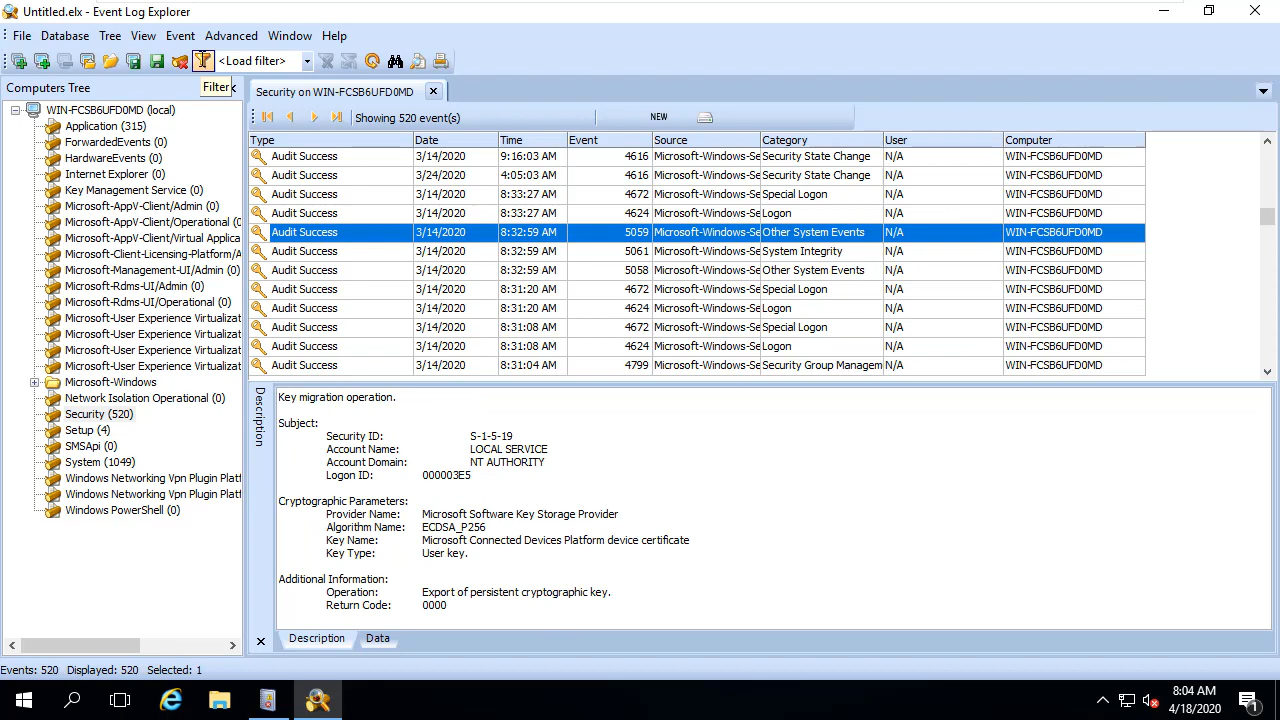 Untitled.elx - Event Log Explorer
File Database Tree View Event Advanced Window Help
<Load filter>
Filter
Computers Tree
WIN-FCSB6UFD0MD (local)
Application (315)
ForwardedEvents (0)
HardwareEvents (0)
Internet Explorer (0)
Key Management Service (0)
Microsoft-AppV-Client/Admin (0)
Microsoft-AppV-Client/Operational (0
Microsoft-AppV-Client/Virtual Applica
Microsoft-Client-Licensing-Platform/A
Microsoft-Management-UI/Admin (0)
Microsoft-Rdms-UI/Admin (0)
Microsoft-Rdms-UI/Operational (0)
Microsoft-User Experience Virtualizat
Microsoft-User Experience Virtualizat
Microsoft-User Experience Virtualizat
Microsoft-User Experience Virtualizat
Microsoft-Windows
Network Isolation Operational (0)
Security (520)
Setup (4)
SMSApi (0)
System (1049)
Windows Networking Vpn Plugin Platf
Windows Networking Vpn Plugin Platf
Windows PowerShell (0)
Security on WIN-FCSB6UFD0MD
Showing 520 event(s) NEW
Type Date Time Event Source Category User Computer
Audit Success 3/14/2020 9:16:03 AM 4616 Microsoft-Windows-Se Security State Change N/A WIN-FCSB6UFD0MD
Audit Success 3/24/2020 4:05:03 AM 4616 Microsoft-Windows-Se Security State Change N/A WIN-FCSB6UFD0MD
Audit Success 3/14/2020 8:33:27 AM 4672 Microsoft-Windows-Se Special Logon N/A WIN-FCSB6UFD0MD
Audit Success 3/14/2020 8:33:27 AM 4624 Microsoft-Windows-Se Logon N/A WIN-FCSB6UFD0MD
Audit Success 3/14/2020 8:32:59 AM 5059 Microsoft-Windows-Se Other System Events N/A WIN-FCSB6UFD0MD
Audit Success 3/14/2020 8:32:59 AM 5061 Microsoft-Windows-Se System Integrity N/A WIN-FCSB6UFD0MD
Audit Success 3/14/2020 8:32:59 AM 5058 Microsoft-Windows-Se Other System Events N/A WIN-FCSB6UFD0MD
Audit Success 3/14/2020 8:31:20 AM 4672 Microsoft-Windows-Se Special Logon N/A WIN-FCSB6UFD0MD
Audit Success 3/14/2020 8:31:20 AM 4624 Microsoft-Windows-Se Logon N/A WIN-FCSB6UFD0MD
Audit Success 3/14/2020 8:31:08 AM 4672 Microsoft-Windows-Se Special Logon N/A WIN-FCSB6UFD0MD
Audit Success 3/14/2020 8:31:08 AM 4624 Microsoft-Windows-Se Logon N/A WIN-FCSB6UFD0MD
Audit Success 3/14/2020 8:31:04 AM 4799 Microsoft-Windows-Se Security Group Managem N/A WIN-FCSB6UFD0MD
Description
Key migration operation.
Subject:
Security ID: S-1-5-19
Account Name: LOCAL SERVICE
Account Domain: NT AUTHORITY
Logon ID: 000003E5
Cryptographic Parameters:
Provider Name: Microsoft Software Key Storage Provider
Algorithm Name: ECDSA_P256
Key Name: Microsoft Connected Devices Platform device certificate
Key Type: User key.
Additional Information:
Operation: Export of persistent cryptographic key.
Return Code: 0000
Description Data
Events: 520 Displayed: 520 Selected: 1
8:04 AM
4/18/2020
1